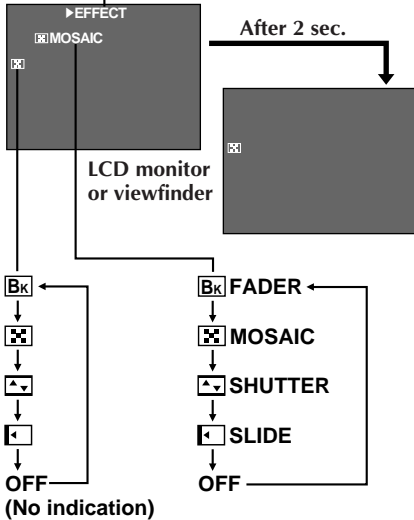 ▶EFFECT
MOSAIC
After 2 sec.
LCD monitor
or viewfinder
BK
BK FADER
MOSAIC
SHUTTER
SLIDE
OFF
(No indication)
OFF